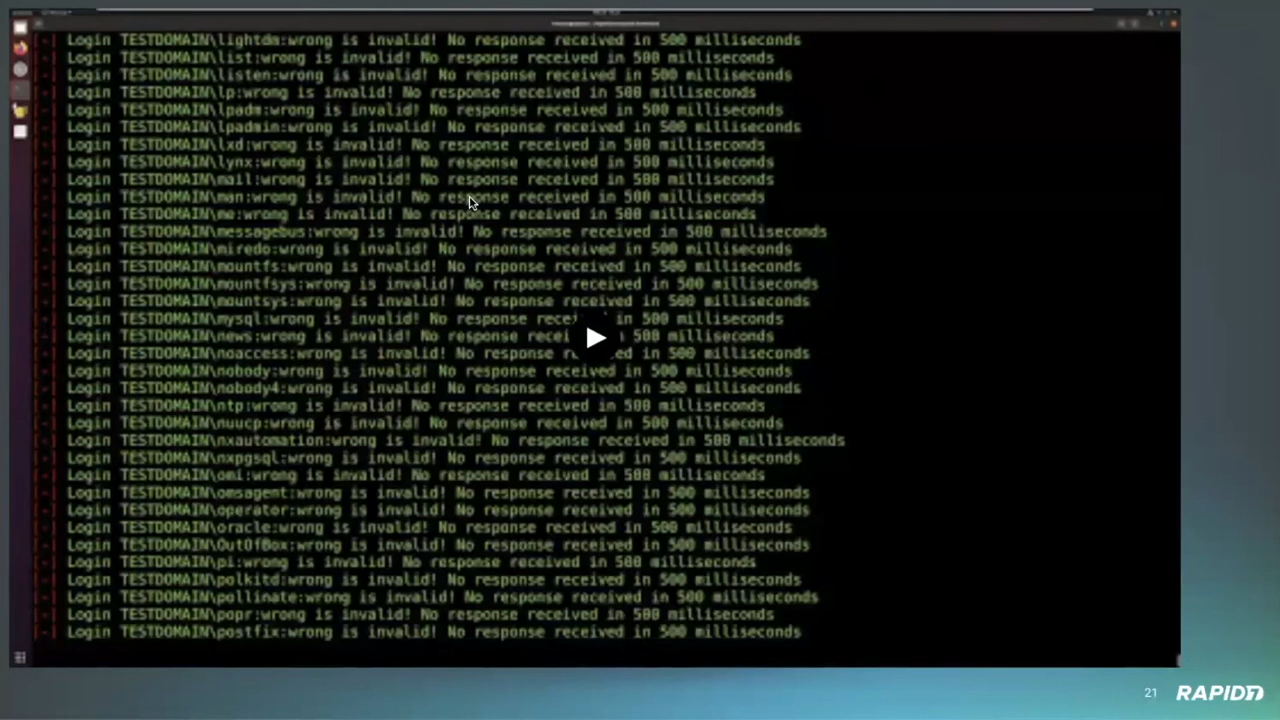 [-] Login TESTDOMAIN\lightdm:wrong is invalid! No response received in 500 milliseconds
[-] Login TESTDOMAIN\list:wrong is invalid! No response received in 500 milliseconds
[-] Login TESTDOMAIN\listen:wrong is invalid! No response received in 500 milliseconds
[-] Login TESTDOMAIN\lp:wrong is invalid! No response received in 500 milliseconds
[-] Login TESTDOMAIN\lpadm:wrong is invalid! No response received in 500 milliseconds
[-] Login TESTDOMAIN\lpadmin:wrong is invalid! No response received in 500 milliseconds
[-] Login TESTDOMAIN\lxd:wrong is invalid! No response received in 500 milliseconds
[-] Login TESTDOMAIN\lynx:wrong is invalid! No response received in 500 milliseconds
[-] Login TESTDOMAIN\mail:wrong is invalid! No response received in 500 milliseconds
[-] Login TESTDOMAIN\man:wrong is invalid! No response received in 500 milliseconds
[-] Login TESTDOMAIN\me:wrong is invalid! No response received in 500 milliseconds
[-] Login TESTDOMAIN\messagebus:wrong is invalid! No response received in 500 milliseconds
[-] Login TESTDOMAIN\miredo:wrong is invalid! No response received in 500 milliseconds
[-] Login TESTDOMAIN\mountfs:wrong is invalid! No response received in 500 milliseconds
[-] Login TESTDOMAIN\mountfsys:wrong is invalid! No response received in 500 milliseconds
[-] Login TESTDOMAIN\mountsys:wrong is invalid! No response received in 500 milliseconds
[-] Login TESTDOMAIN\mysql:wrong is invalid! No response in 500 milliseconds
[-] Login TESTDOMAIN\news:wrong is invalid! No response 500 milliseconds
[-] Login TESTDOMAIN\noaccess:wrong is invalid! No response received in 500 milliseconds
[-] Login TESTDOMAIN\nobody:wrong is invalid! No response received in 500 milliseconds
[-] Login TESTDOMAIN\nobody4:wrong is invalid! No response received in 500 milliseconds
[-] Login TESTDOMAIN\ntp:wrong is invalid! No response received in 500 milliseconds
[-] Login TESTDOMAIN\nuucp:wrong is invalid! No response received in 500 milliseconds
[-] Login TESTDOMAIN\nxautomation:wrong is invalid! No response received in 500 milliseconds
[-] Login TESTDOMAIN\nxpgsql:wrong is invalid! No response received in 500 milliseconds
[-] Login TESTDOMAIN\omi:wrong is invalid! No response received in 500 milliseconds
[-] Login TESTDOMAIN\omsagent:wrong is invalid! No response received in 500 milliseconds
[-] Login TESTDOMAIN\operator:wrong is invalid! No response received in 500 milliseconds
[-] Login TESTDOMAIN\oracle:wrong is invalid! No response received in 500 milliseconds
[-] Login TESTDOMAIN\OutOfBox:wrong is invalid! No response received in 500 milliseconds
[-] Login TESTDOMAIN\pi:wrong is invalid! No response received in 500 milliseconds
[-] Login TESTDOMAIN\polkitd:wrong is invalid! No response received in 500 milliseconds
[-] Login TESTDOMAIN\pollinate:wrong is invalid! No response received in 500 milliseconds
[-] Login TESTDOMAIN\popr:wrong is invalid! No response received in 500 milliseconds
[-] Login TESTDOMAIN\postfix:wrong is invalid! No response received in 500 milliseconds
21 RAPID7